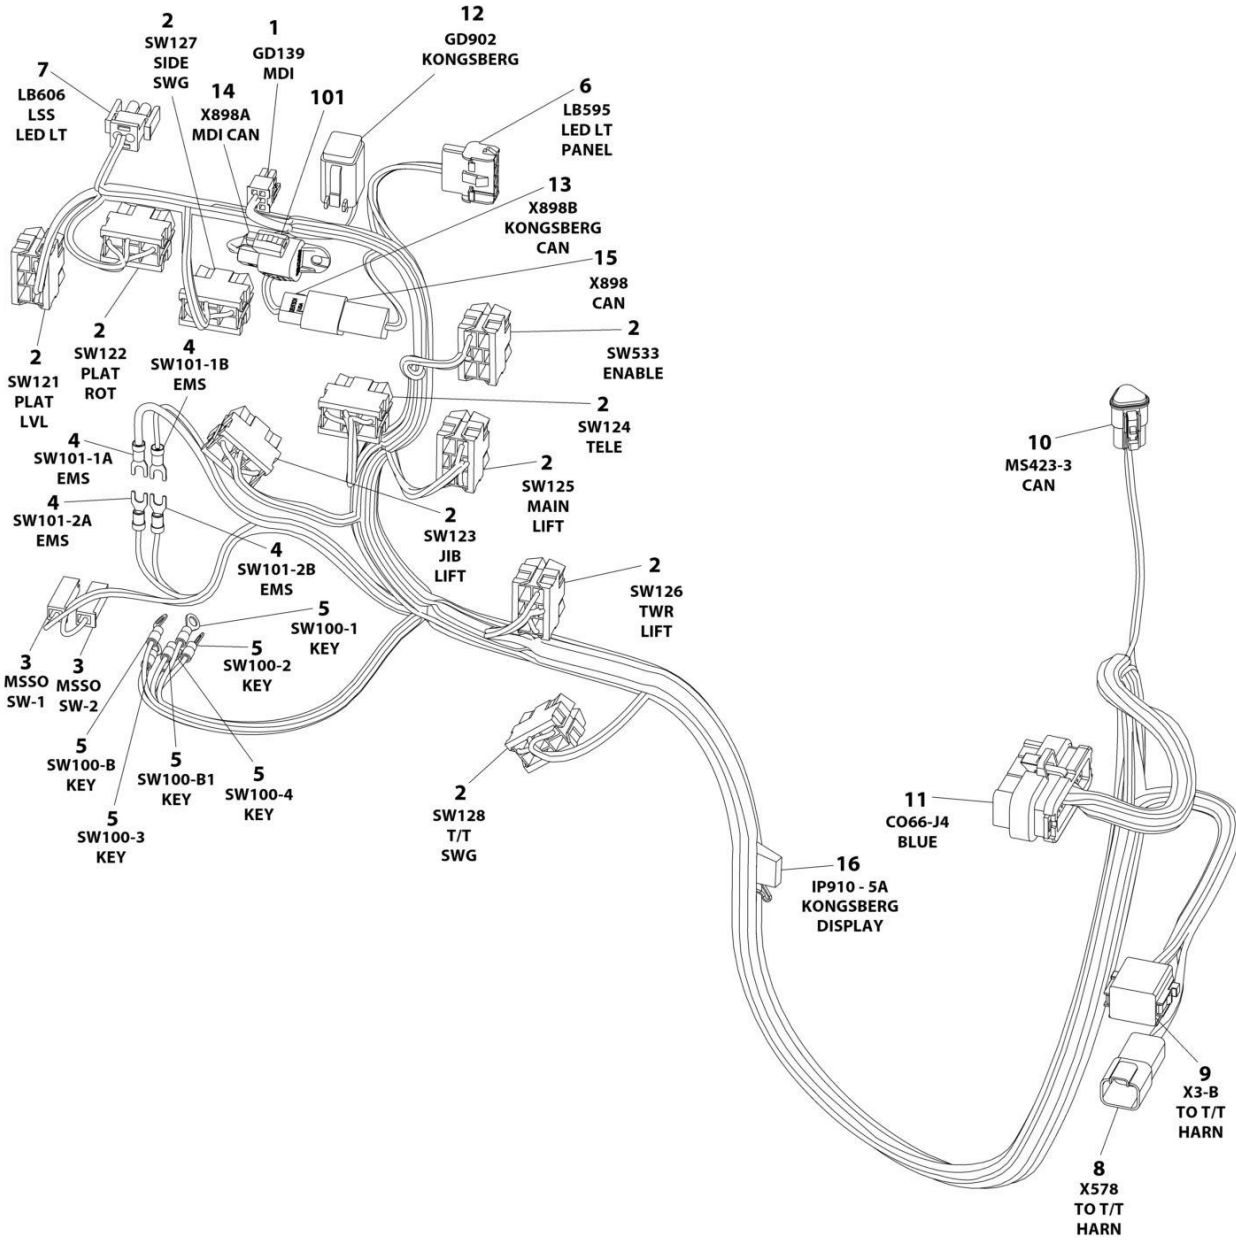 12
GD902
KONGSBERG
2
SW127
SIDE
SWG
1
GD139
MDI
7
LB606
LSS
LED LT
14
X898A
MDI CAN
101
6
LB595
LED LT
PANEL
13
X898B
KONGSBERG
CAN
15
X898
CAN
2
SW533
ENABLE
2
SW121
PLAT
LVL
2
SW122
PLAT
ROT
4
SW101-1B
EMS
2
SW124
TELE
4
SW101-1A
EMS
10
MS423-3
CAN
2
SW125
MAIN
LIFT
4
SW101-2A
EMS
2
SW123
JIB
LIFT
4
SW101-2B
EMS
2
SW126
TWR
LIFT
5
SW100-1
KEY
5
SW100-2
KEY
3
MSSO
SW-1
3
MSSO
SW-2
5
SW100-B
KEY
5
SW100-B1
KEY
5
SW100-4
KEY
5
SW100-3
KEY
2
SW128
T/T
SWG
11
CO66-J4
BLUE
16
IP910 - 5A
KONGSBERG
DISPLAY
9
X3-B
TO T/T
HARN
8
X578
TO T/T
HARN